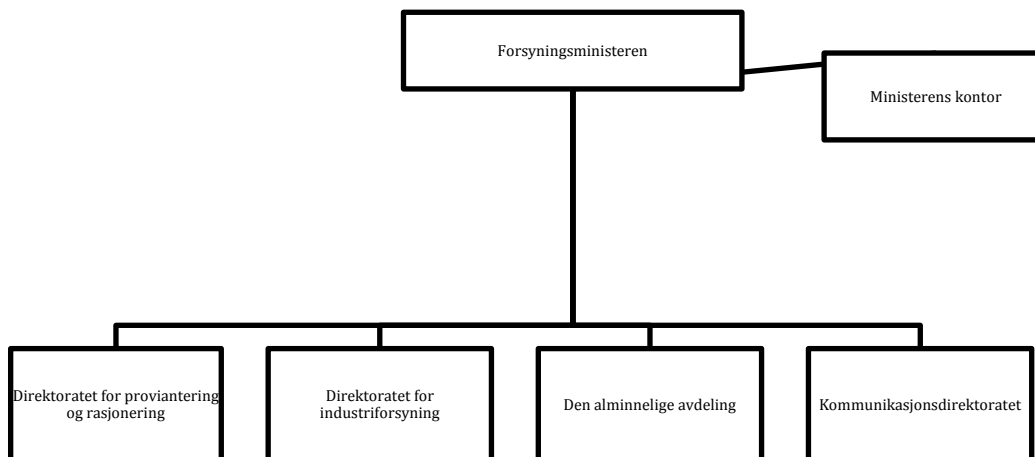 Forsyningsministeren
Ministerens kontor
Direktoratet for proviantering
og rasjonering
Direktoratet for
industriforsyning
Den alminnelige avdeling
Kommunikasjonsdirektoratet